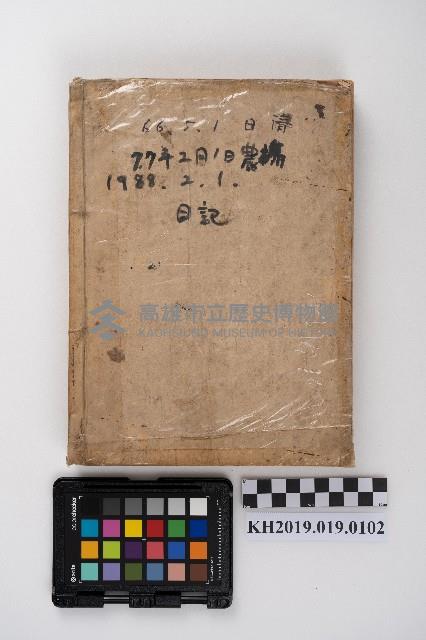 66.5.1日清
77年2月1日農場
1988.2.1.
日記
高雄市立歷史博物館
KAOHSIUNG MUSEUM OF HISTORY
KH2019.019.0102